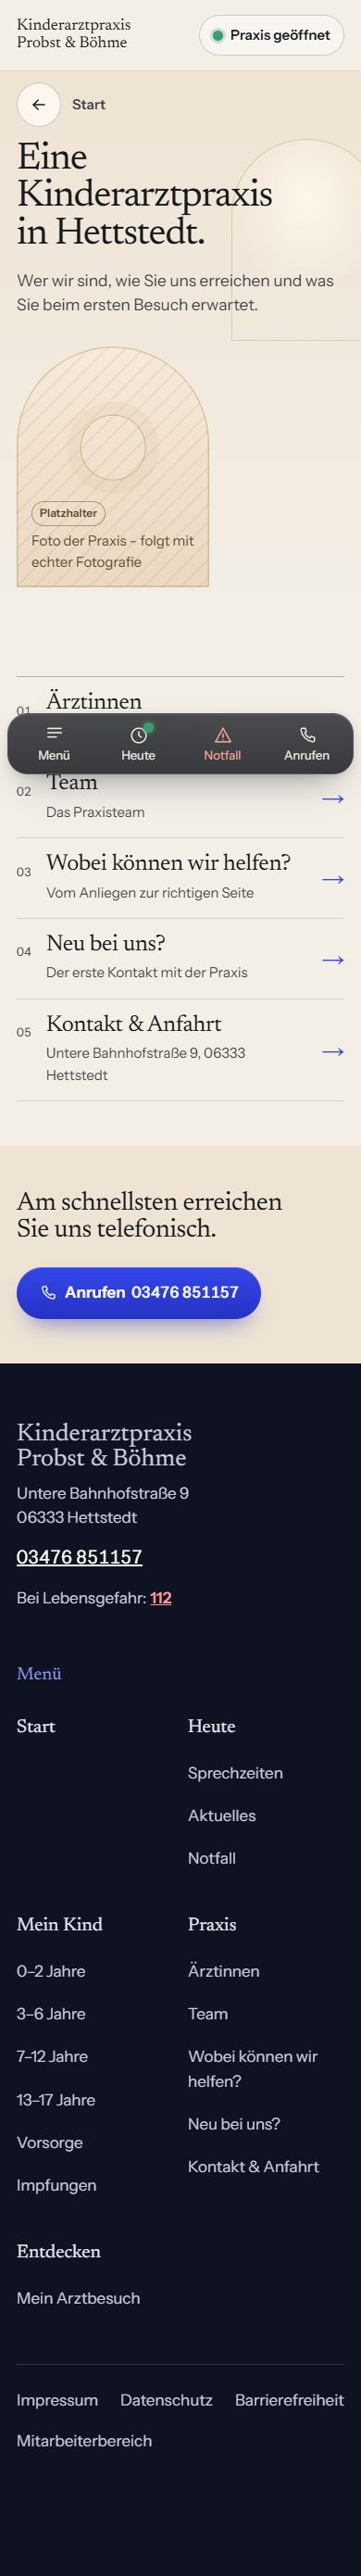 Kinderarztpraxis
Probst & Böhme
Praxis geöffnet
Start
Eine
Kinderarztpraxis
in Hettstedt.
Wer wir sind, wie Sie uns erreichen und was
Sie beim ersten Besuch erwartet.
Platzhalter
Foto der Praxis – folgt mit
echter Fotografie
01
Ärztinnen
Menü
Heute
Notfall
Anrufen
02
Team
Das Praxisteam
03
Wobei können wir helfen?
Vom Anliegen zur richtigen Seite
04
Neu bei uns?
Der erste Kontakt mit der Praxis
05
Kontakt & Anfahrt
Untere Bahnhofstraße 9, 06333
Hettstedt
Am schnellsten erreichen
Sie uns telefonisch.
Anrufen 03476 851157
Kinderarztpraxis
Probst & Böhme
Untere Bahnhofstraße 9
06333 Hettstedt
03476 851157
Bei Lebensgefahr: 112
Menü
Start
Heute
Sprechzeiten
Aktuelles
Notfall
Mein Kind
0–2 Jahre
3–6 Jahre
7–12 Jahre
13–17 Jahre
Vorsorge
Impfungen
Praxis
Ärztinnen
Team
Wobei können wir
helfen?
Neu bei uns?
Kontakt & Anfahrt
Entdecken
Mein Arztbesuch
Impressum Datenschutz Barrierefreiheit
Mitarbeiterbereich